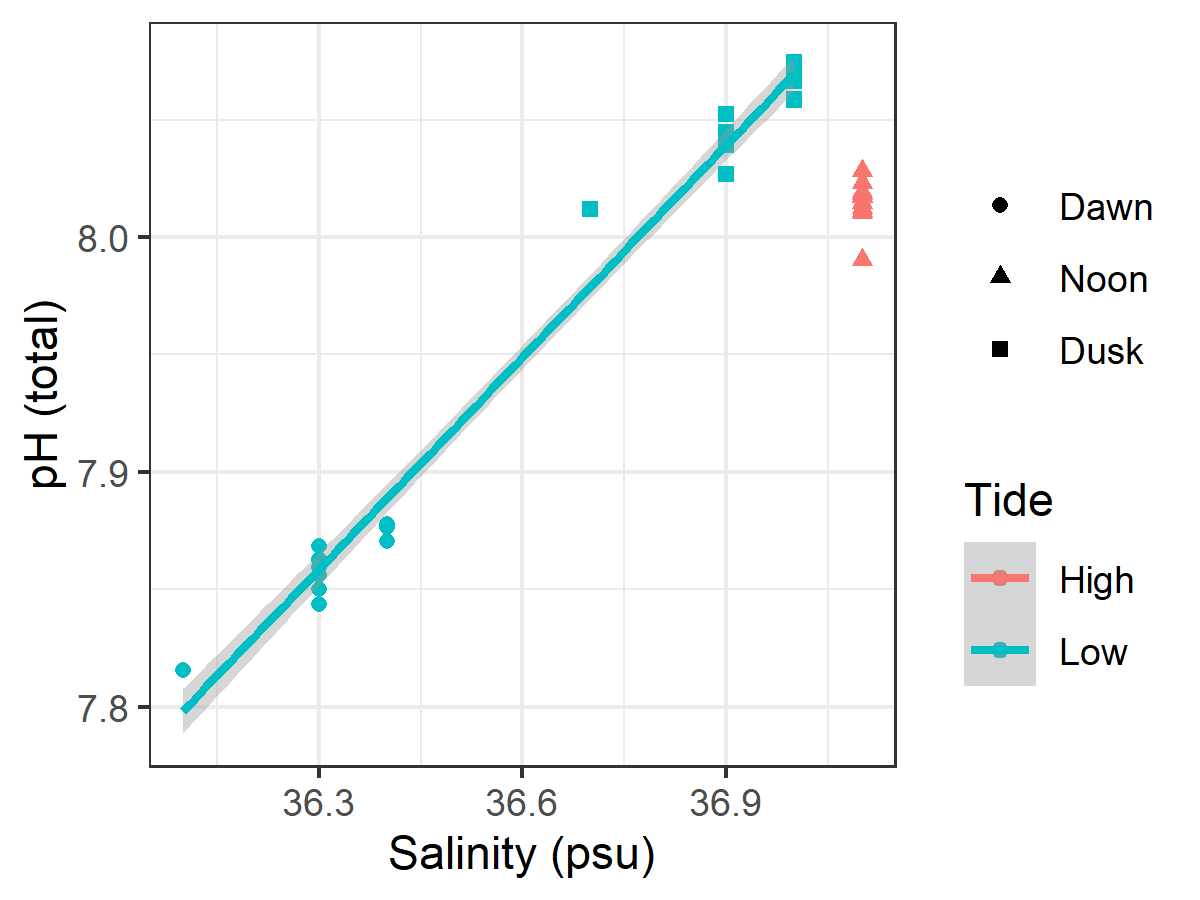 8.0
7.9
7.8
pH (total)
36.3
36.6
36.9
Salinity (psu)
Dawn
Noon
Dusk
Tide
High
Low